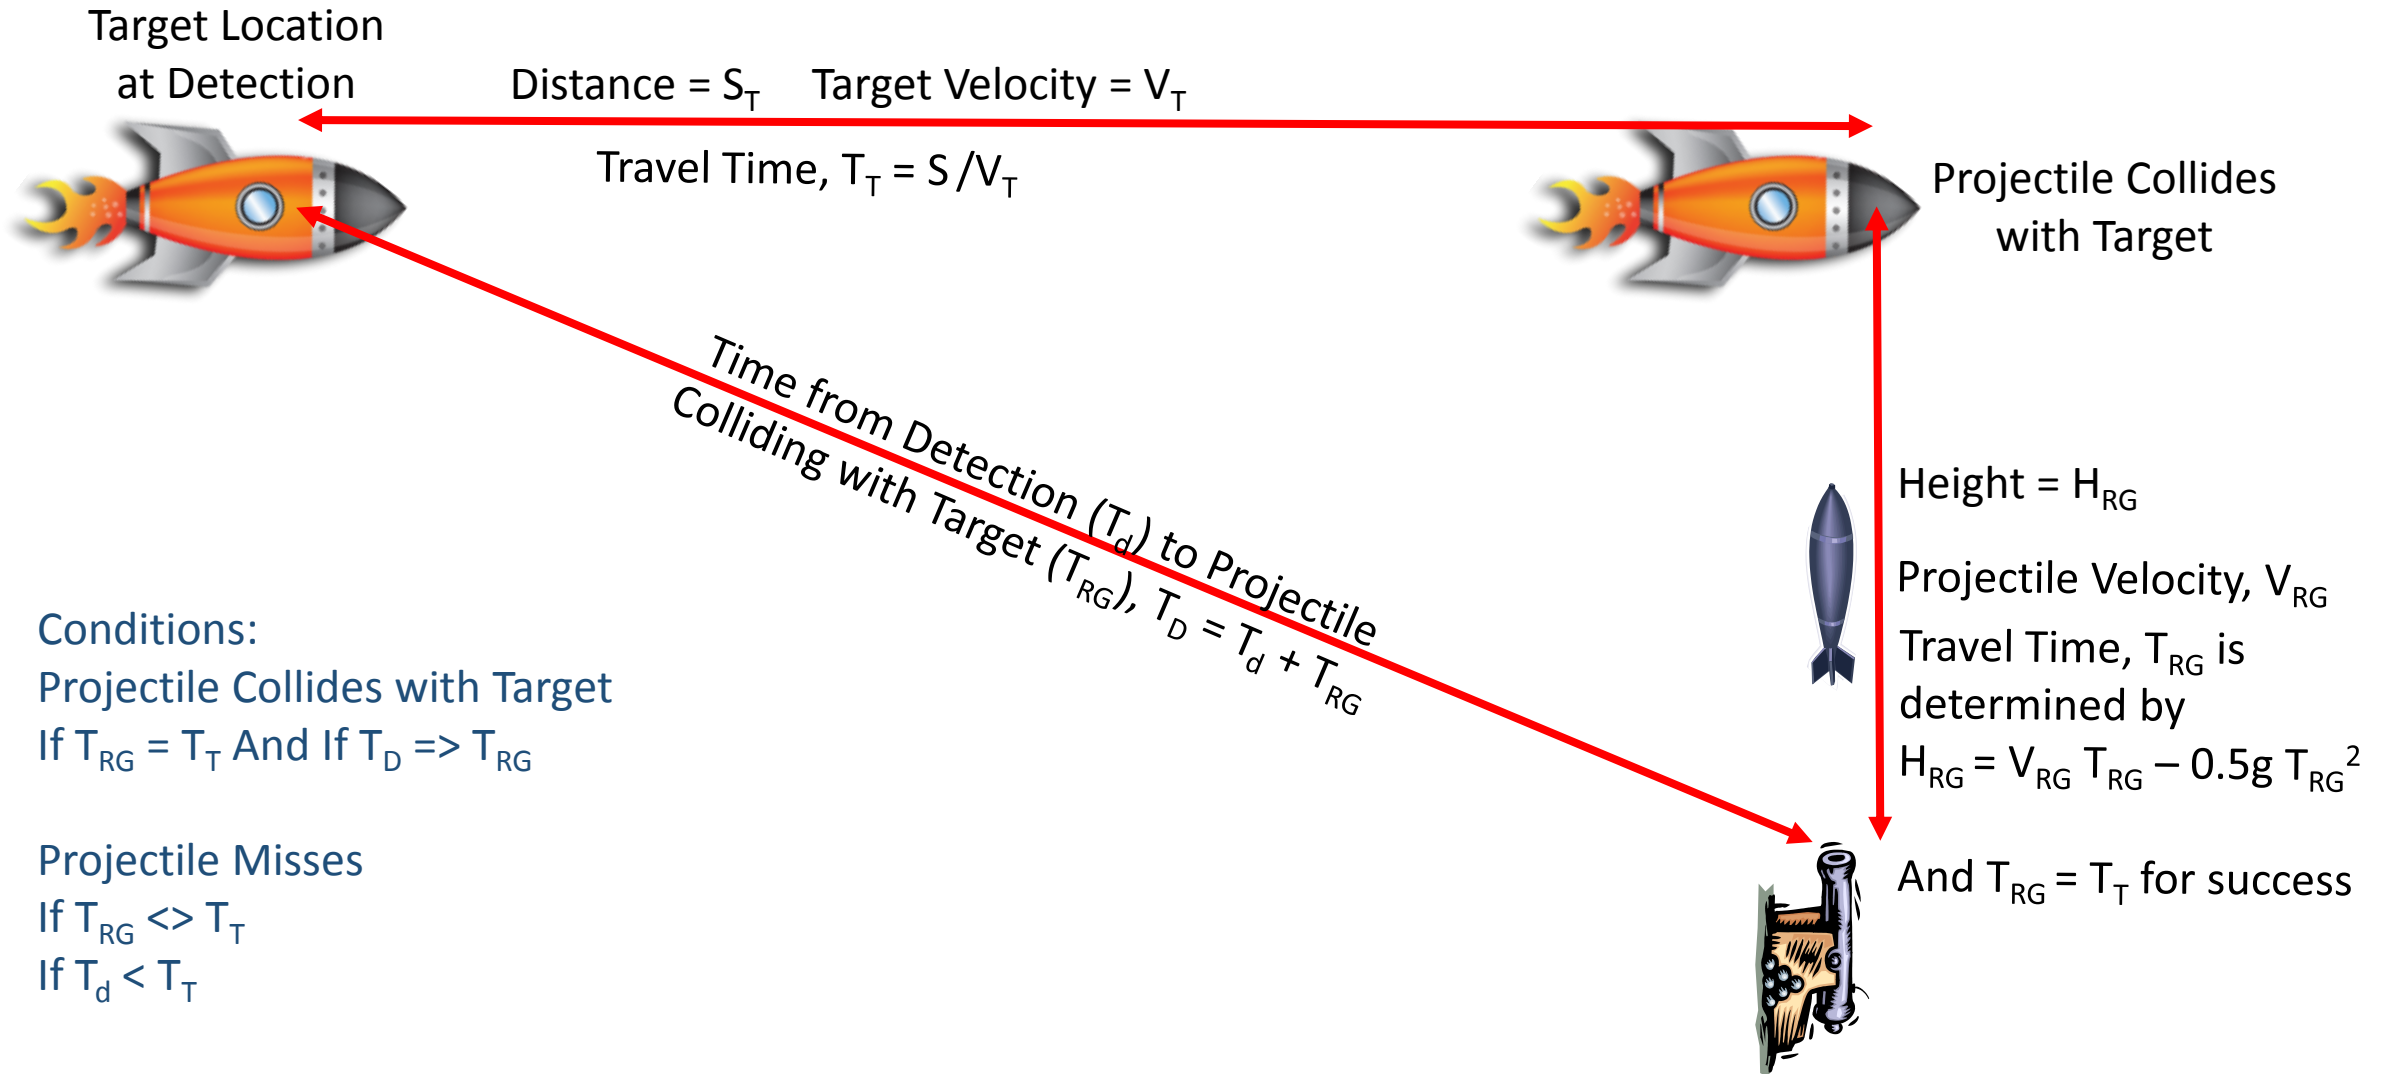 Target Location
at Detection
Distance = S_T Target Velocity = V_T
Travel Time, T_T = S /V_T
Projectile Collides
with Target
Time from Detection (T_d) to Projectile
Colliding with Target (T_RG), T_D = T_d + T_RG
Height = H_RG
Projectile Velocity, V_RG
Travel Time, T_RG is
determined by
H_RG = V_RG T_RG – 0.5g T_RG²
And T_RG = T_T for success
Conditions:
Projectile Collides with Target
If T_RG = T_T And If T_D => T_RG
Projectile Misses
If T_RG <> T_T
If T_d < T_T